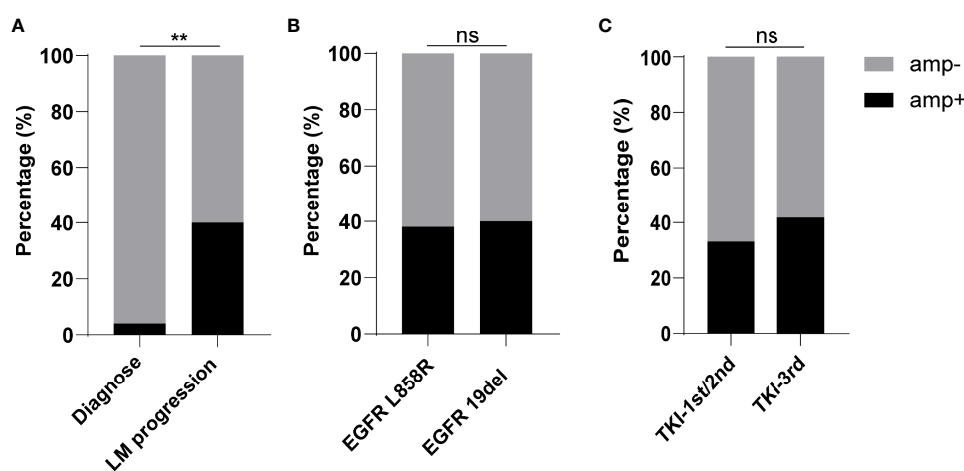 A
**
Percentage (%)
100
80
60
40
20
0
Diagnose
LM progression
B
ns
Percentage (%)
100
80
60
40
20
0
EGFR L858R
EGFR 19del
C
ns
Percentage (%)
100
80
60
40
20
0
TKI-1st/2nd
TKI-3rd
amp-
amp+